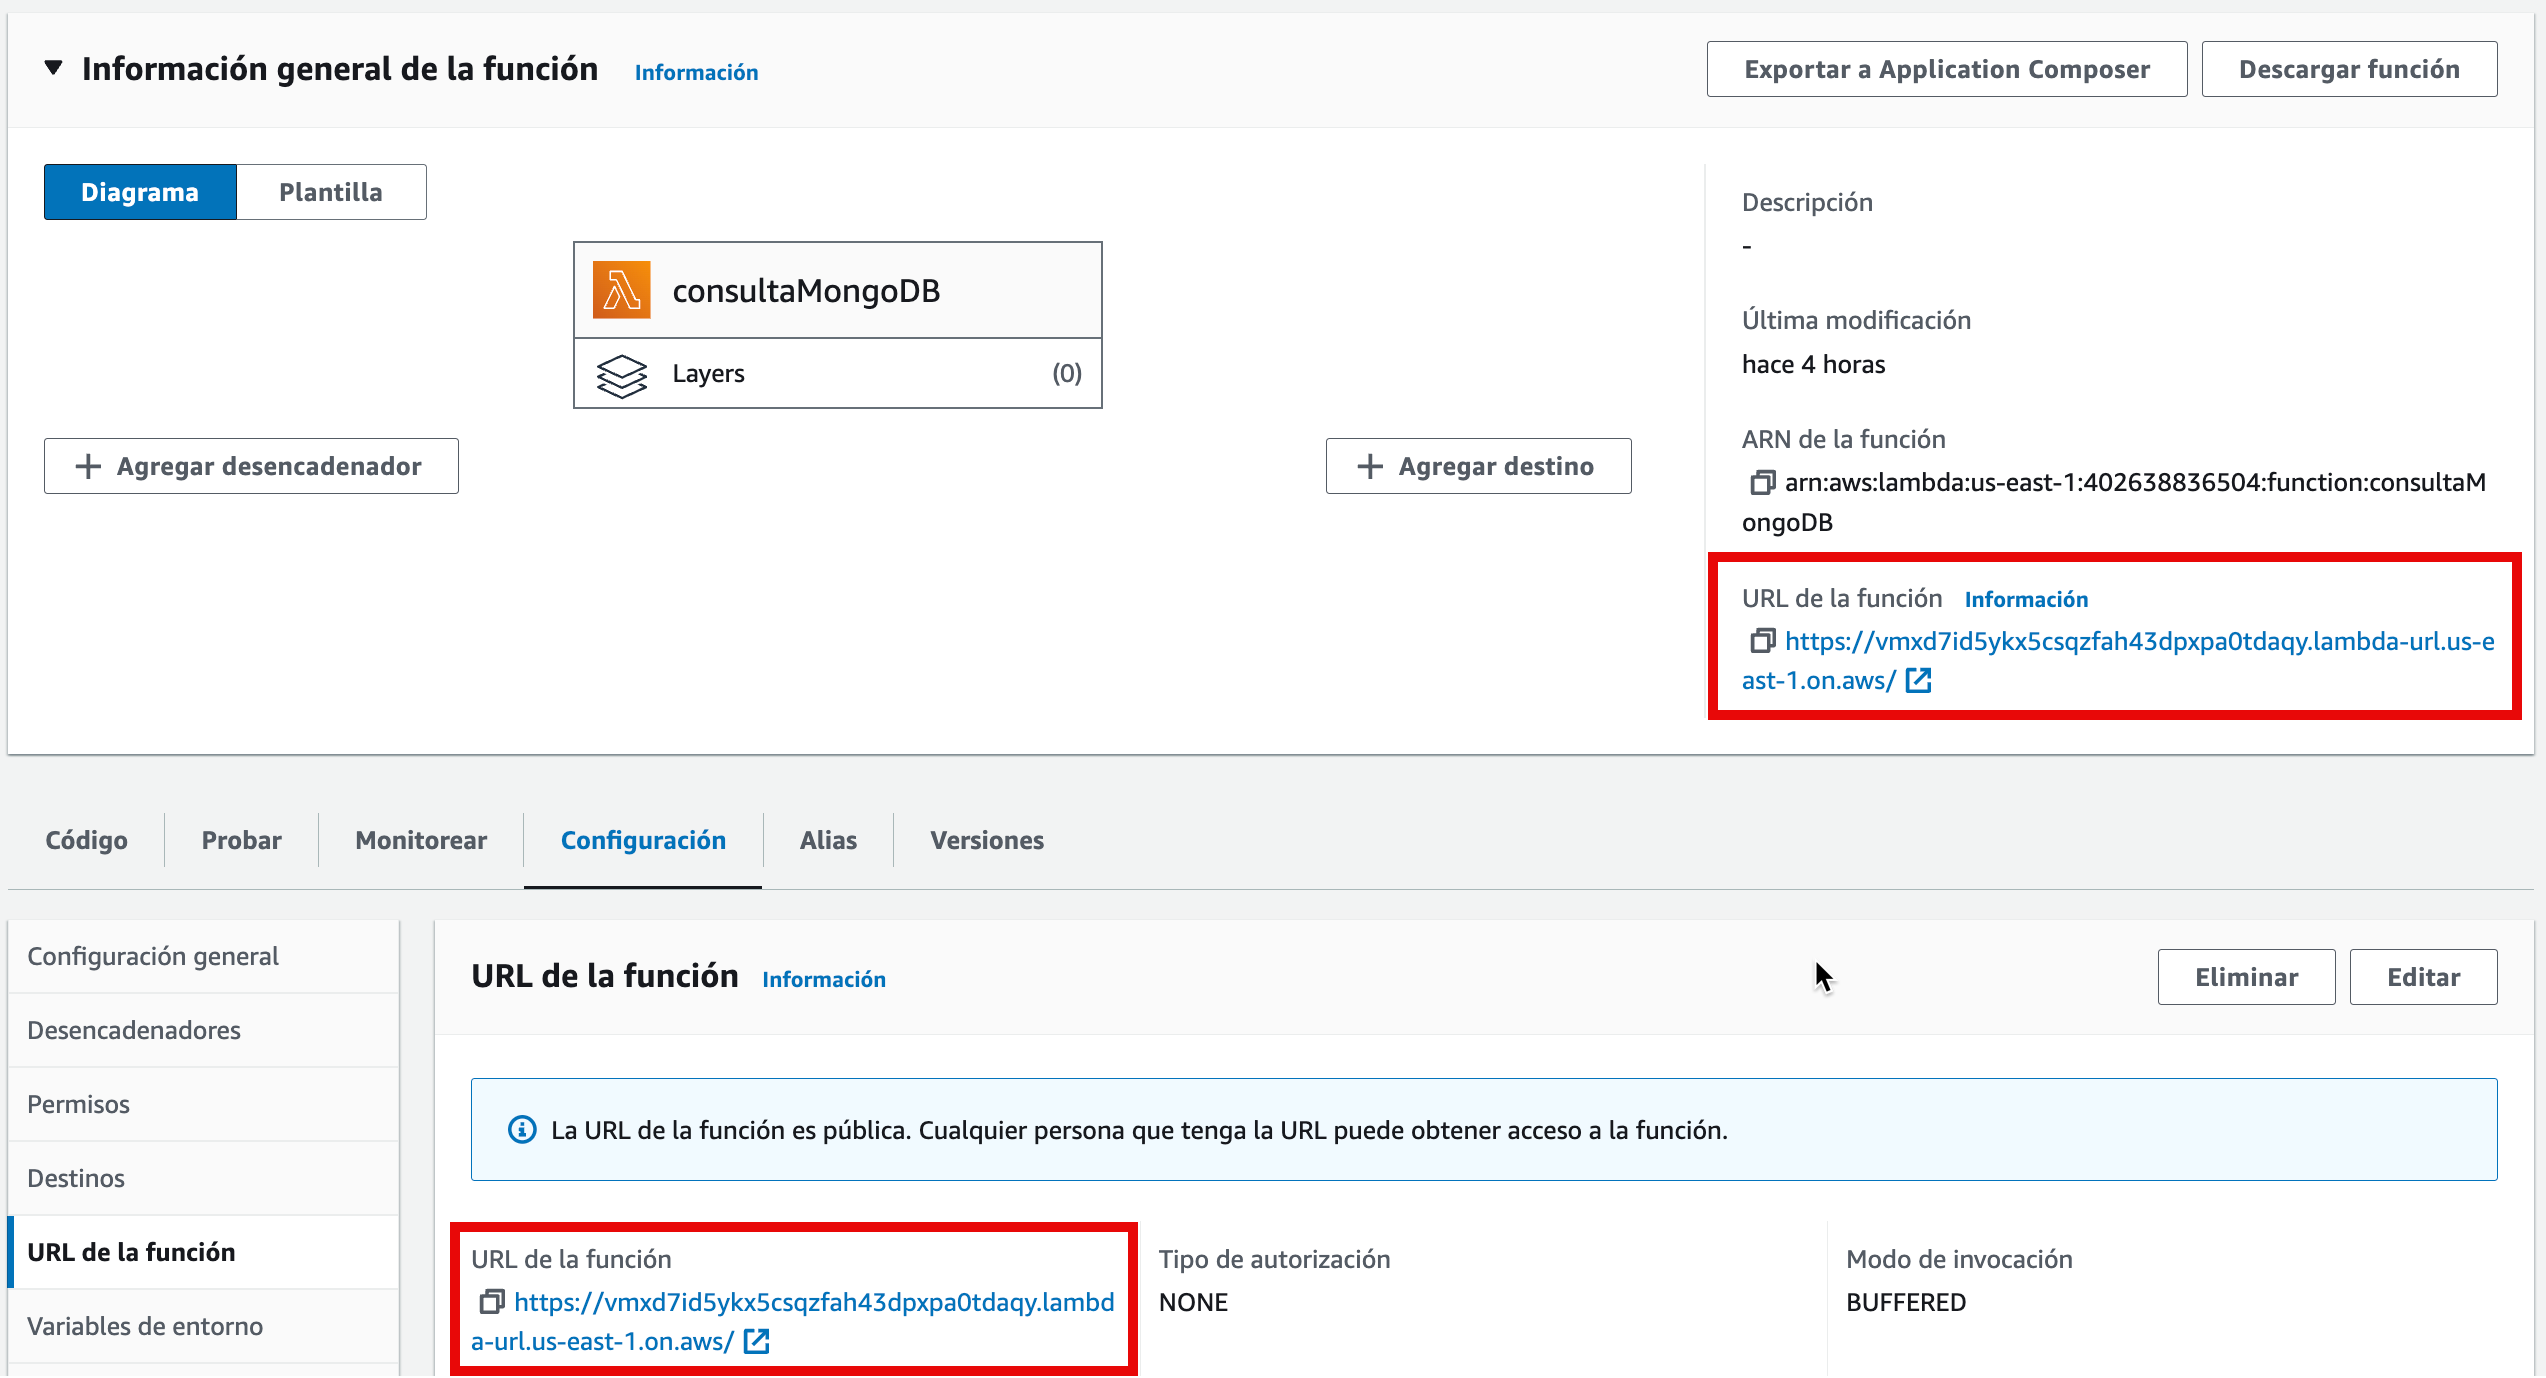 Información general de la función Información
Exportar a Application Composer
Descargar función
Diagrama
Plantilla
consultaMongoDB
Layers (0)
+ Agregar desencadenador
+ Agregar destino
Descripción
-
Última modificación
hace 4 horas
ARN de la función
arn:aws:lambda:us-east-1:402638836504:function:consultaM
ongoDB
URL de la función Información
https://vmxd7id5ykx5csqzfah43dpxpa0tdaqy.lambda-url.us-e
ast-1.on.aws/
Código
Probar
Monitorear
Configuración
Alias
Versiones
Configuración general
Desencadenadores
Permisos
Destinos
URL de la función
Variables de entorno
URL de la función Información
Eliminar
Editar
La URL de la función es pública. Cualquier persona que tenga la URL puede obtener acceso a la función.
URL de la función
https://vmxd7id5ykx5csqzfah43dpxpa0tdaqy.lambd
a-url.us-east-1.on.aws/
Tipo de autorización
NONE
Modo de invocación
BUFFERED